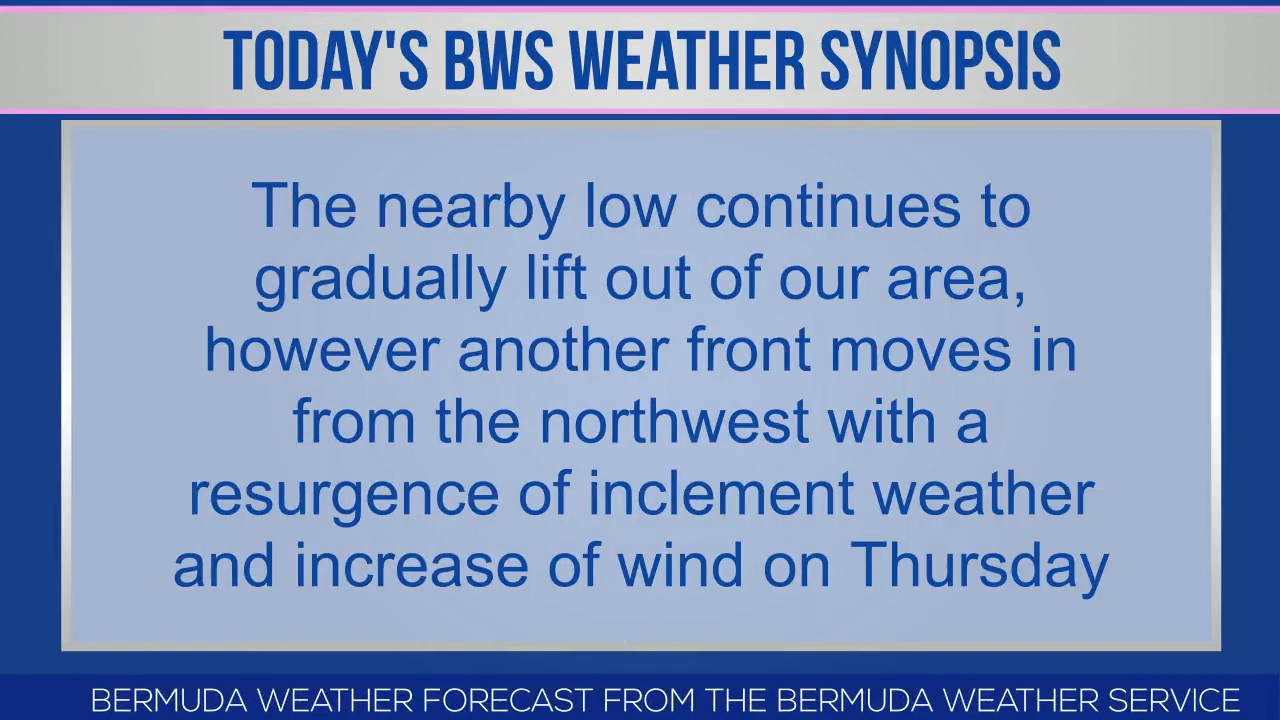 TODAY'S BWS WEATHER SYNOPSIS
The nearby low continues to
gradually lift out of our area,
however another front moves in
from the northwest with a
resurgence of inclement weather
and increase of wind on Thursday
BERMUDA WEATHER FORECAST FROM THE BERMUDA WEATHER SERVICE